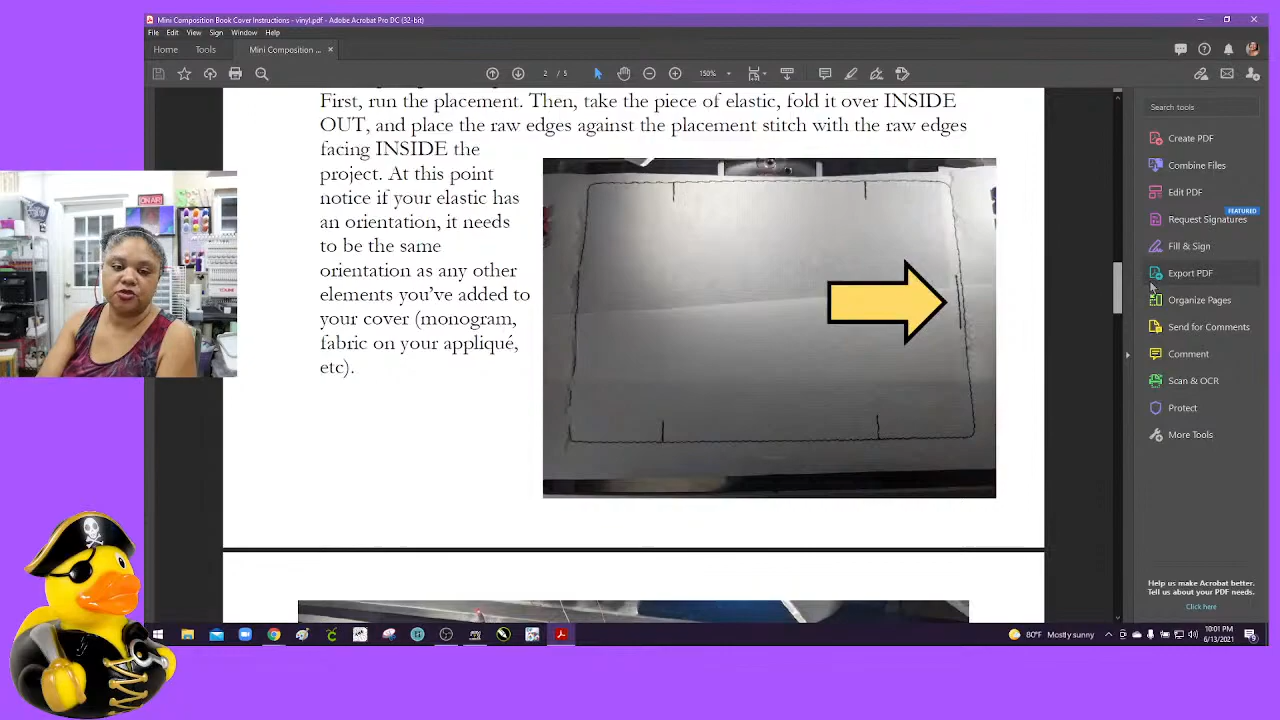 Mini Composition Book Cover Instructions - vinyl.pdf - Adobe Acrobat Pro DC (32-bit)
File Edit View Sign Window Help
Home Tools Mini Composition ... ×
2 / 5 150%
First, run the placement. Then, take the piece of elastic, fold it over INSIDE
OUT, and place the raw edges against the placement stitch with the raw edges
facing INSIDE the
project. At this point
notice if your elastic has
an orientation, it needs
to be the same
orientation as any other
elements you've added to
your cover (monogram,
fabric on your appliqué,
etc).
ON AIR
Search tools
Create PDF
Combine Files
Edit PDF
FEATURED
Request Signatures
Fill & Sign
Export PDF
Organize Pages
Send for Comments
Comment
Scan & OCR
Protect
More Tools
Help us make Acrobat better.
Tell us about your PDF needs.
Click here
80°F Mostly sunny
10:01 PM
6/13/2021